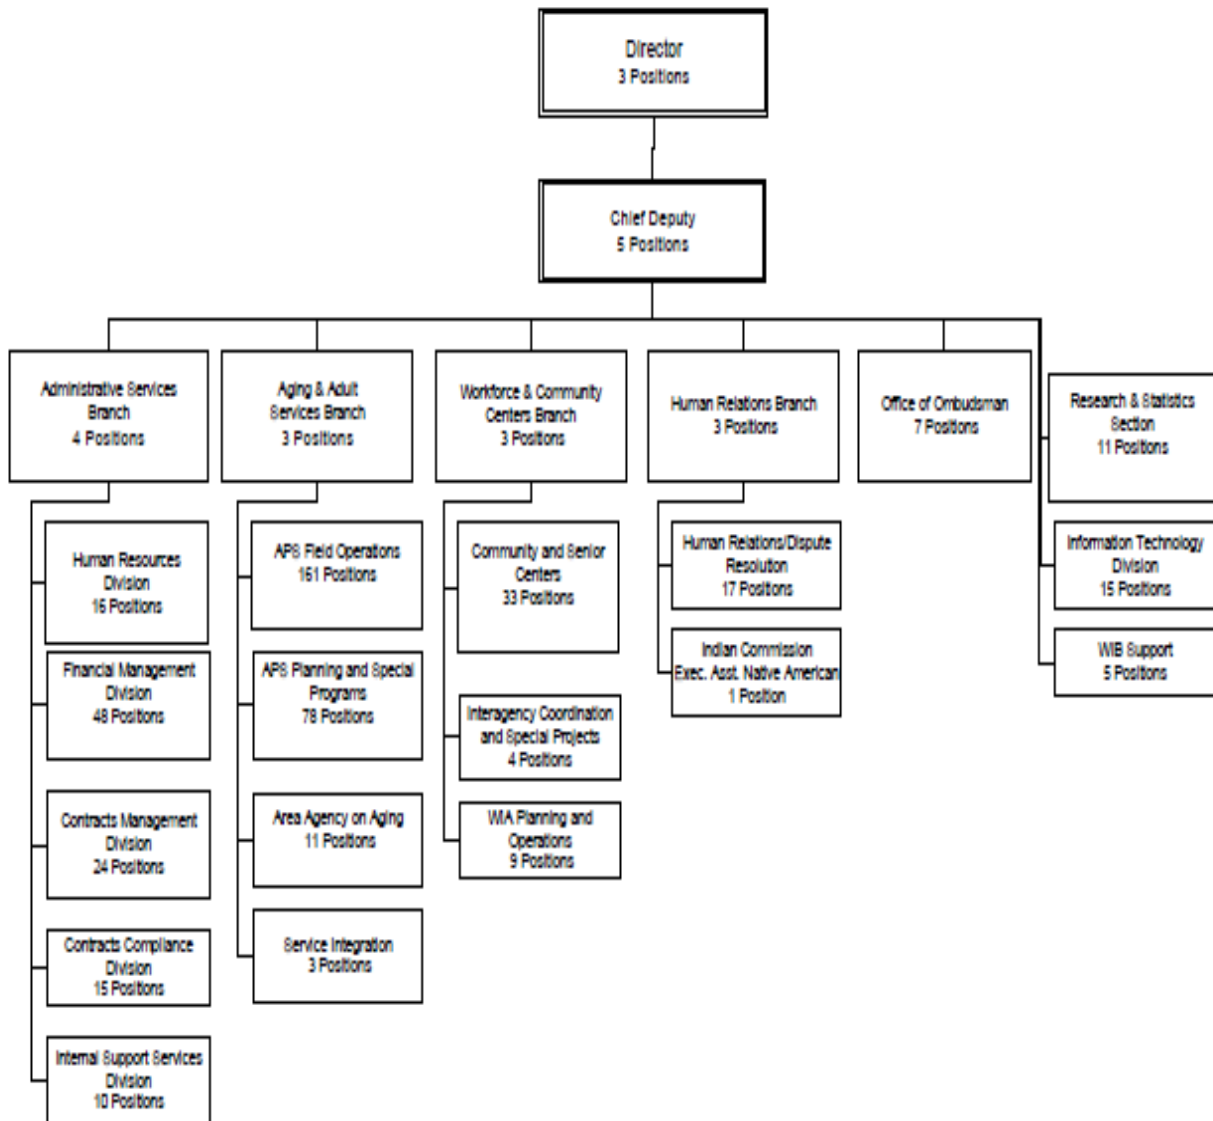 Director
3 Positions
Chief Deputy
5 Positions
Administrative Services
Branch
4 Positions
Aging & Adult
Services Branch
3 Positions
Workforce & Community
Centers Branch
3 Positions
Human Relations Branch
3 Positions
Office of Ombudsman
7 Positions
Research & Statistics
Section
11 Positions
Human Resources
Division
16 Positions
Financial Management
Division
48 Positions
Contracts Management
Division
24 Positions
Contracts Compliance
Division
15 Positions
Internal Support Services
Division
10 Positions
APS Field Operations
161 Positions
APS Planning and Special
Programs
78 Positions
Area Agency on Aging
11 Positions
Service Integration
3 Positions
Community and Senior
Centers
33 Positions
Interagency Coordination
and Special Projects
4 Positions
WIA Planning and
Operations
9 Positions
Human Relations/Dispute
Resolution
17 Positions
Indian Commission
Exec. Asst. Native American
1 Position
Information Technology
Division
15 Positions
WIB Support
5 Positions